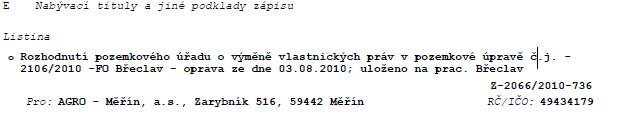 E Nabývací tituly a jiné podklady zápisu
Listina
o Rozhodnutí pozemkového úřadu o výměně vlastnických práv v pozemkové úpravě č.j. -
2106/2010 -FO Břeclav - oprava ze dne 03.08.2010; uloženo na prac. Břeclav
Z-2066/2010-736
Pro: AGRO - Měřín, a.s., Zarybník 516, 59442 Měřín RČ/IČO: 49434179